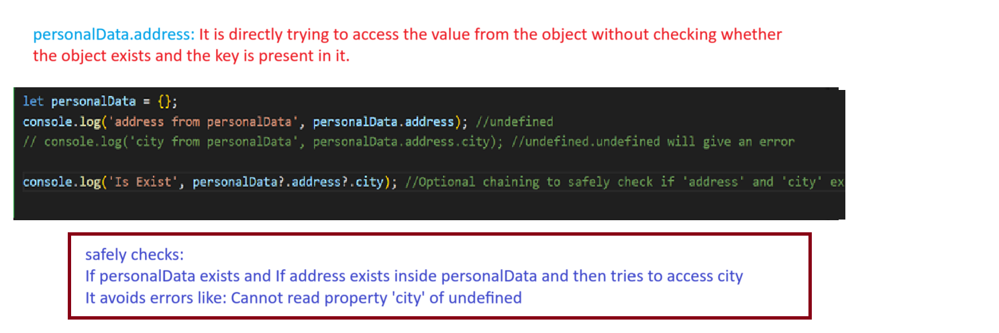 personalData.address: It is directly trying to access the value from the object without checking whether
the object exists and the key is present in it.
let personalData = {};
console.log('address from personalData', personalData.address); //undefined
// console.log('city from personalData', personalData.address.city); //undefined.undefined will give an error
console.log('Is Exist', personalData?.address?.city); //Optional chaining to safely check if 'address' and 'city' ex
safely checks:
If personalData exists and If address exists inside personalData and then tries to access city
It avoids errors like: Cannot read property 'city' of undefined